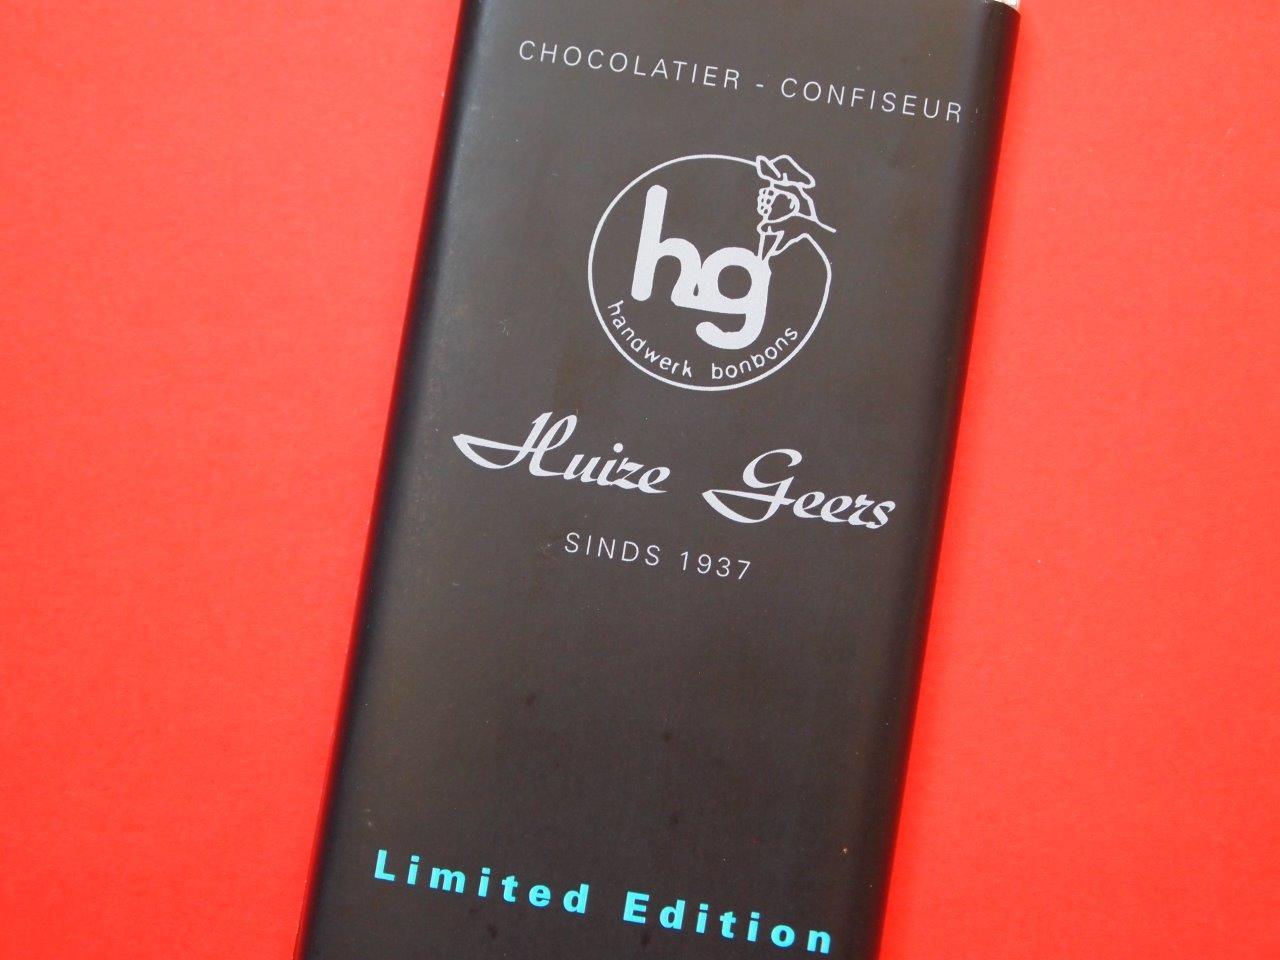 CHOCOLATIER - CONFISEUR
hg
handwerk bonbons
Huize Geers
SINDS 1937
Limited Edition